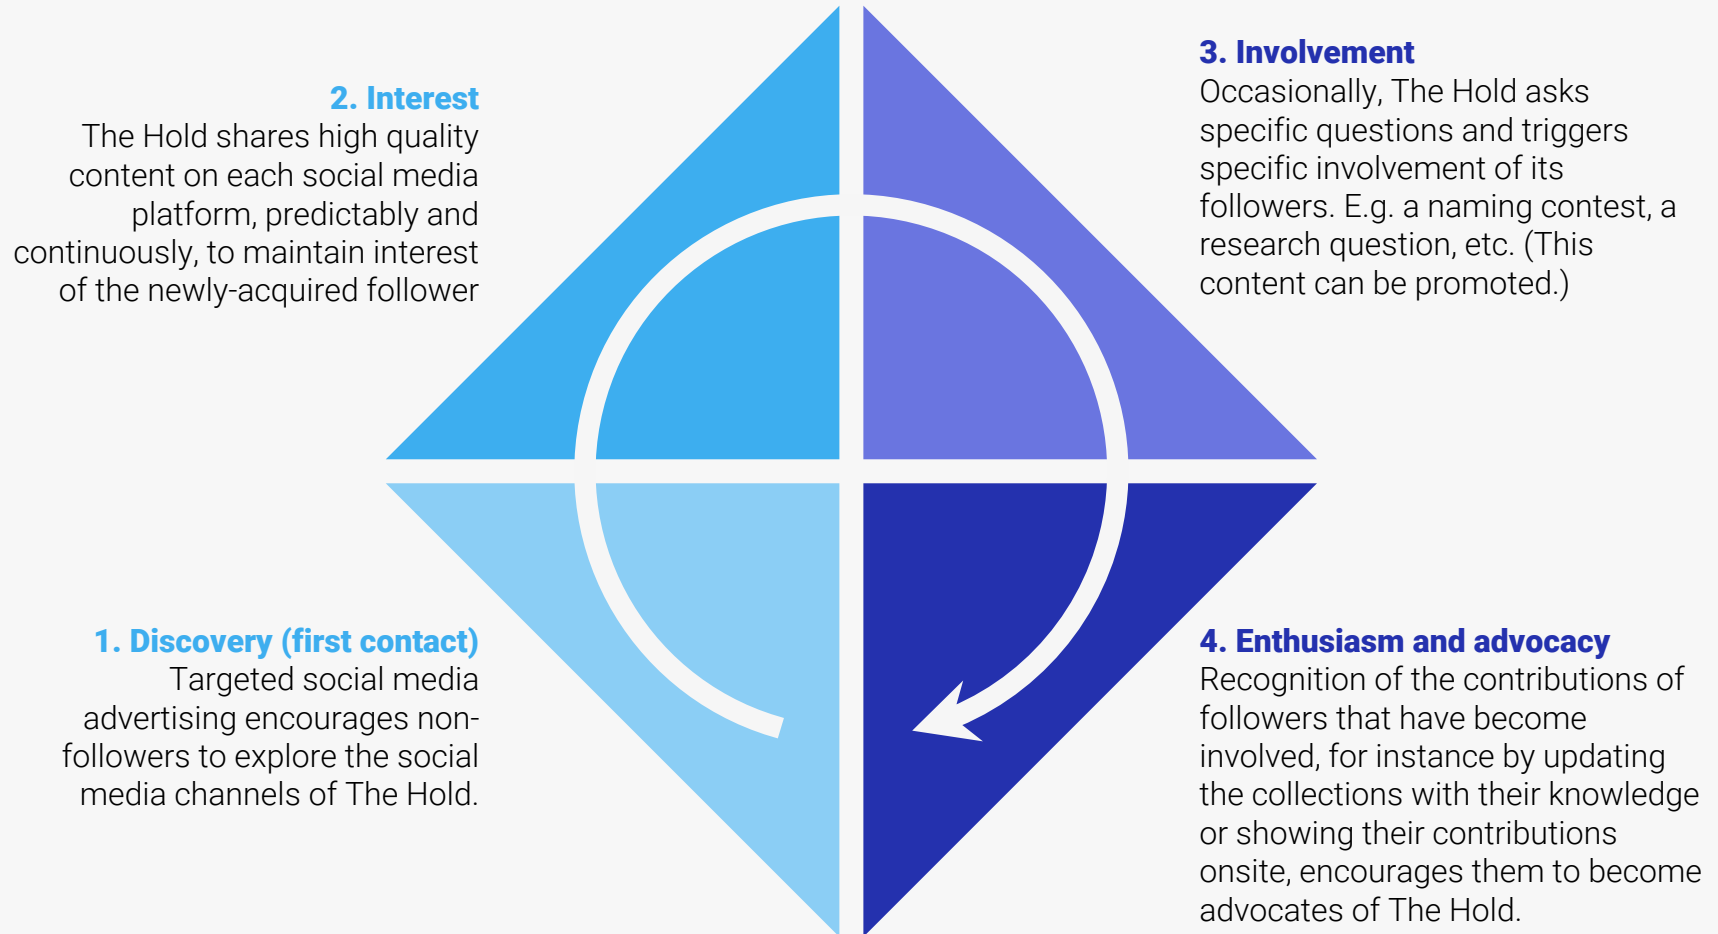 2. Interest
The Hold shares high quality
content on each social media
platform, predictably and
continuously, to maintain interest
of the newly-acquired follower
3. Involvement
Occasionally, The Hold asks
specific questions and triggers
specific involvement of its
followers. E.g. a naming contest, a
research question, etc. (This
content can be promoted.)
1. Discovery (first contact)
Targeted social media
advertising encourages non-
followers to explore the social
media channels of The Hold.
4. Enthusiasm and advocacy
Recognition of the contributions of
followers that have become
involved, for instance by updating
the collections with their knowledge
or showing their contributions
onsite, encourages them to become
advocates of The Hold.